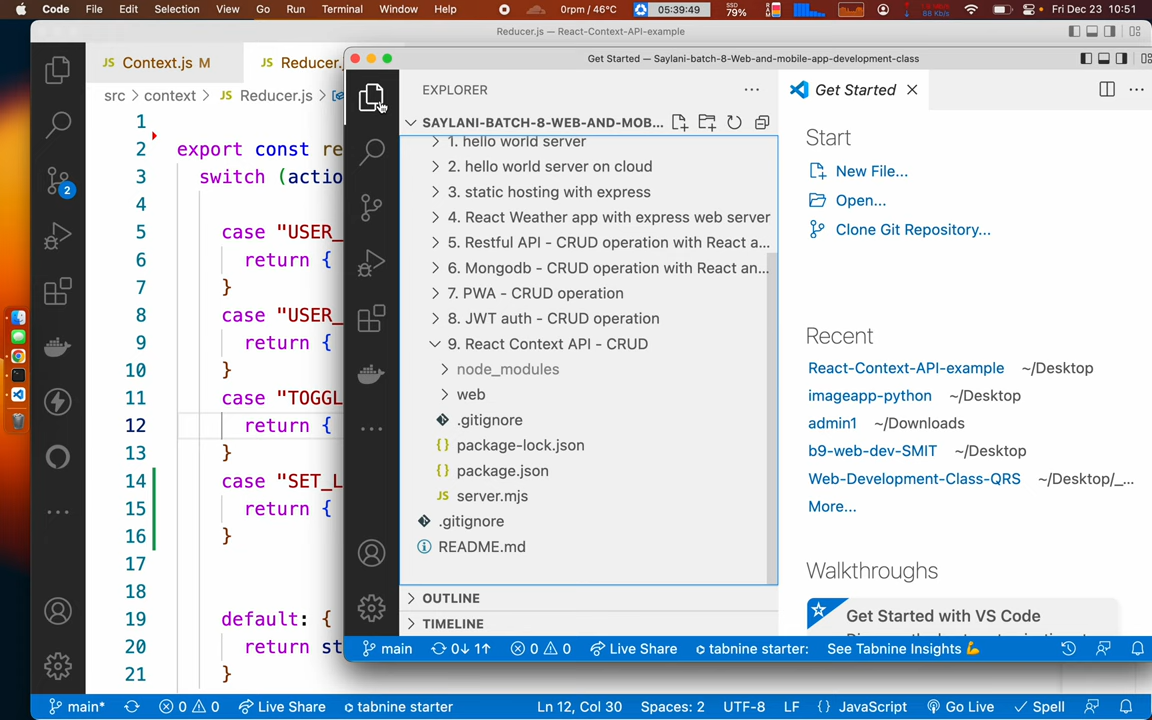 Code File Edit Selection View Go Run Terminal Window Help 0rpm / 46°C 05:39:49 SSD 79% 88 KB/s Fri Dec 23 10:51
Reducer.js — React-Context-API-example
JS Context.js M
JS Reducer.
src > context > JS Reducer.js >
1
2 export const re
3 switch (actio
4
5 case "USER_
6 return {
7 }
8 case "USER_
9 return {
10 }
11 case "TOGGL
12 return {
13 }
14 case "SET_L
15 return {
16 }
17
18
19 default: {
20 return st
21 }
2
Get Started — Saylani-batch-8-Web-and-mobile-app-development-class
EXPLORER
SAYLANI-BATCH-8-WEB-AND-MOB...
1. hello world server
2. hello world server on cloud
3. static hosting with express
4. React Weather app with express web server
5. Restful API - CRUD operation with React a...
6. Mongodb - CRUD operation with React an...
7. PWA - CRUD operation
8. JWT auth - CRUD operation
9. React Context API - CRUD
node_modules
web
.gitignore
{} package-lock.json
{} package.json
JS server.mjs
.gitignore
README.md
OUTLINE
TIMELINE
Get Started
Start
New File...
Open...
Clone Git Repository...
Recent
React-Context-API-example ~/Desktop
imageapp-python ~/Desktop
admin1 ~/Downloads
b9-web-dev-SMIT ~/Desktop
Web-Development-Class-QRS ~/Desktop/_...
More...
Walkthroughs
Get Started with VS Code
main 0↓ 1↑ 0 0 Live Share tabnine starter: See Tabnine Insights 💪
main* 0 0 Live Share tabnine starter Ln 12, Col 30 Spaces: 2 UTF-8 LF {} JavaScript Go Live Spell